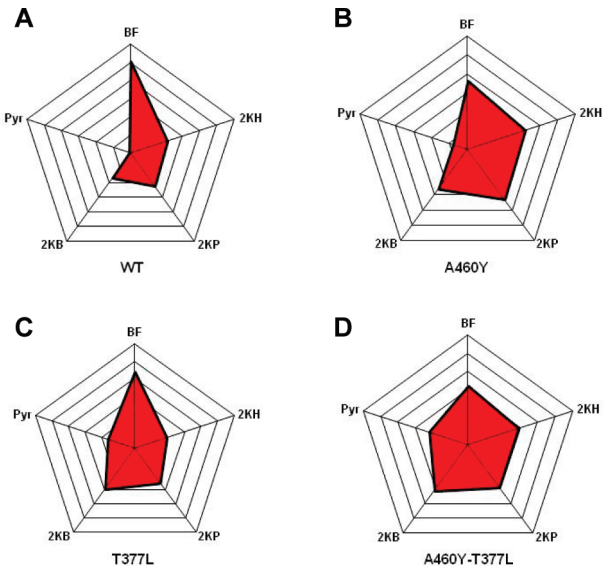 A
B
BF
BF
Pyr
2KH
Pyr
2KH
2KB
2KP
2KB
2KP
WT
A460Y
C
D
BF
BF
Pyr
2KH
Pyr
2KH
2KB
2KP
2KB
2KP
T377L
A460Y-T377L